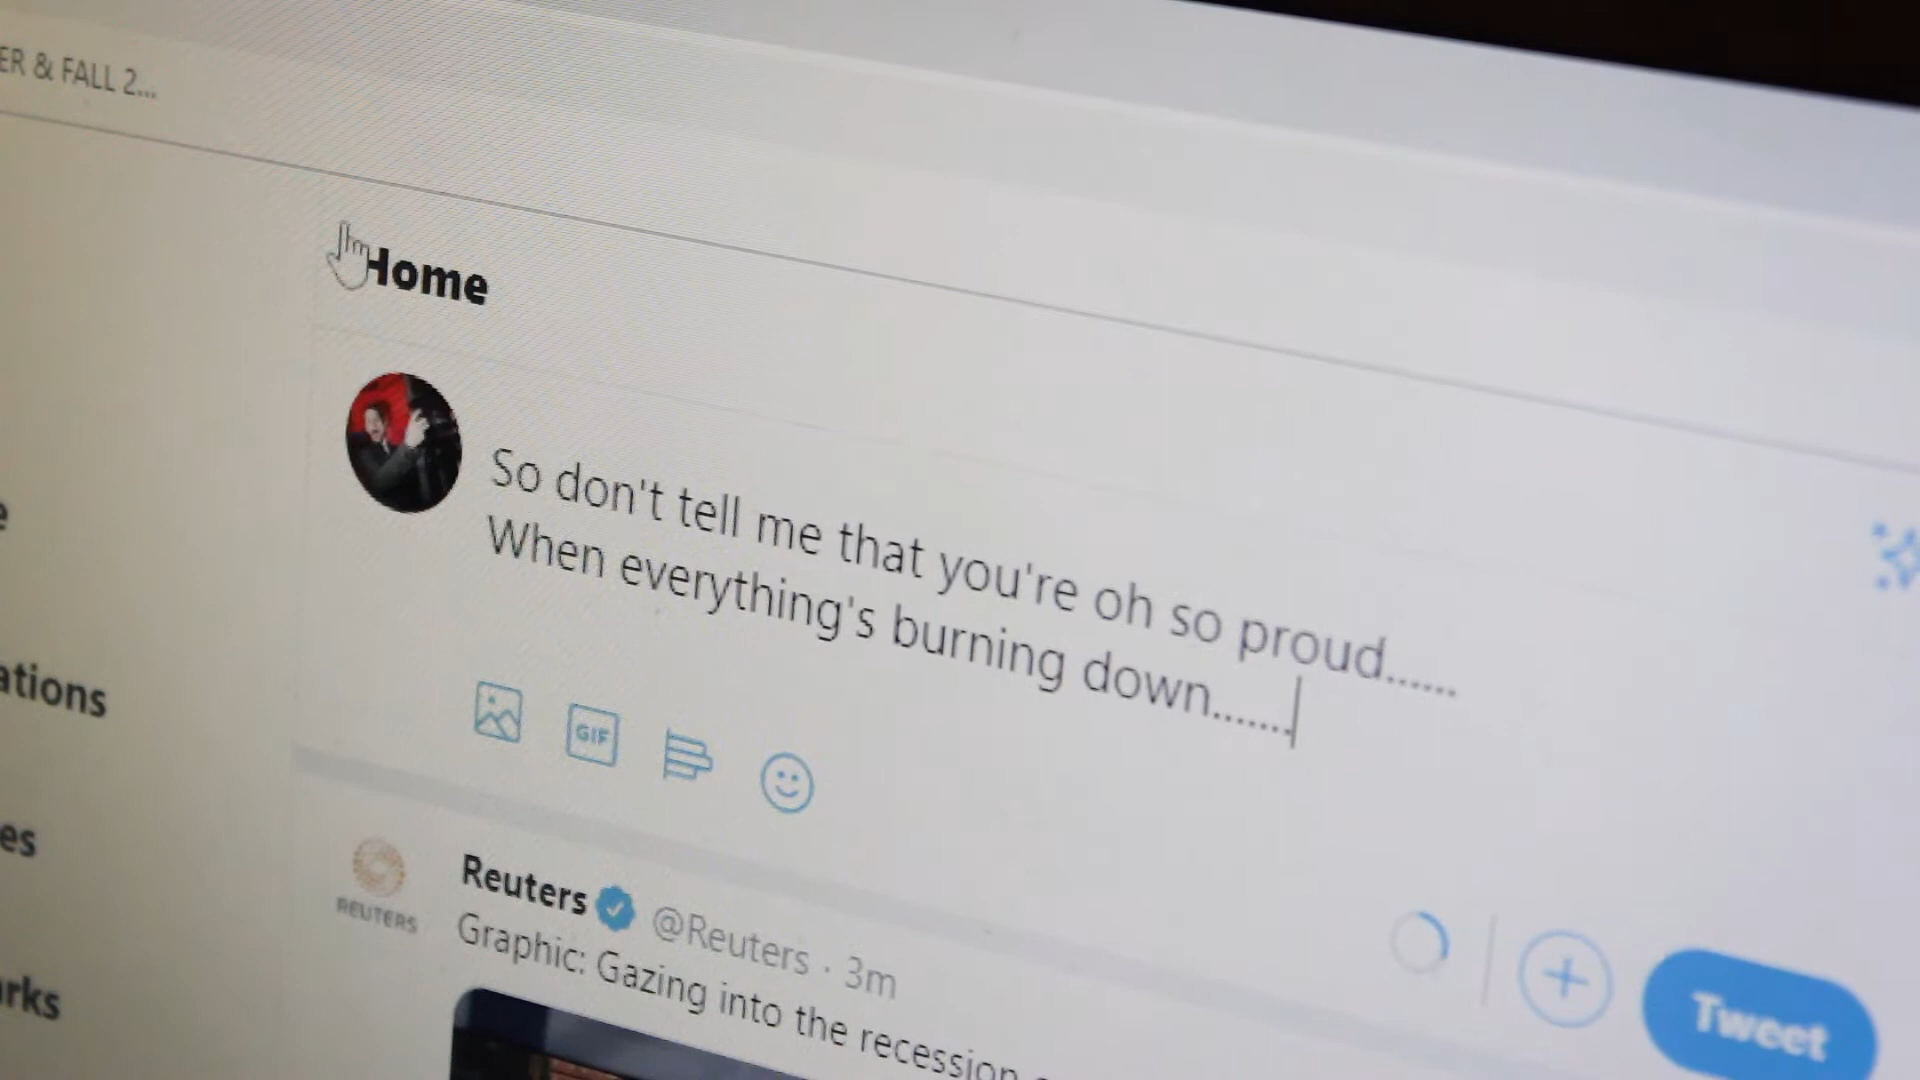 ER & FALL 2...
Home
So don't tell me that you're oh so proud......
When everything's burning down.......
GIF
ations
es
rks
REUTERS
Reuters @Reuters · 3m
Graphic: Gazing into the recession
Tweet